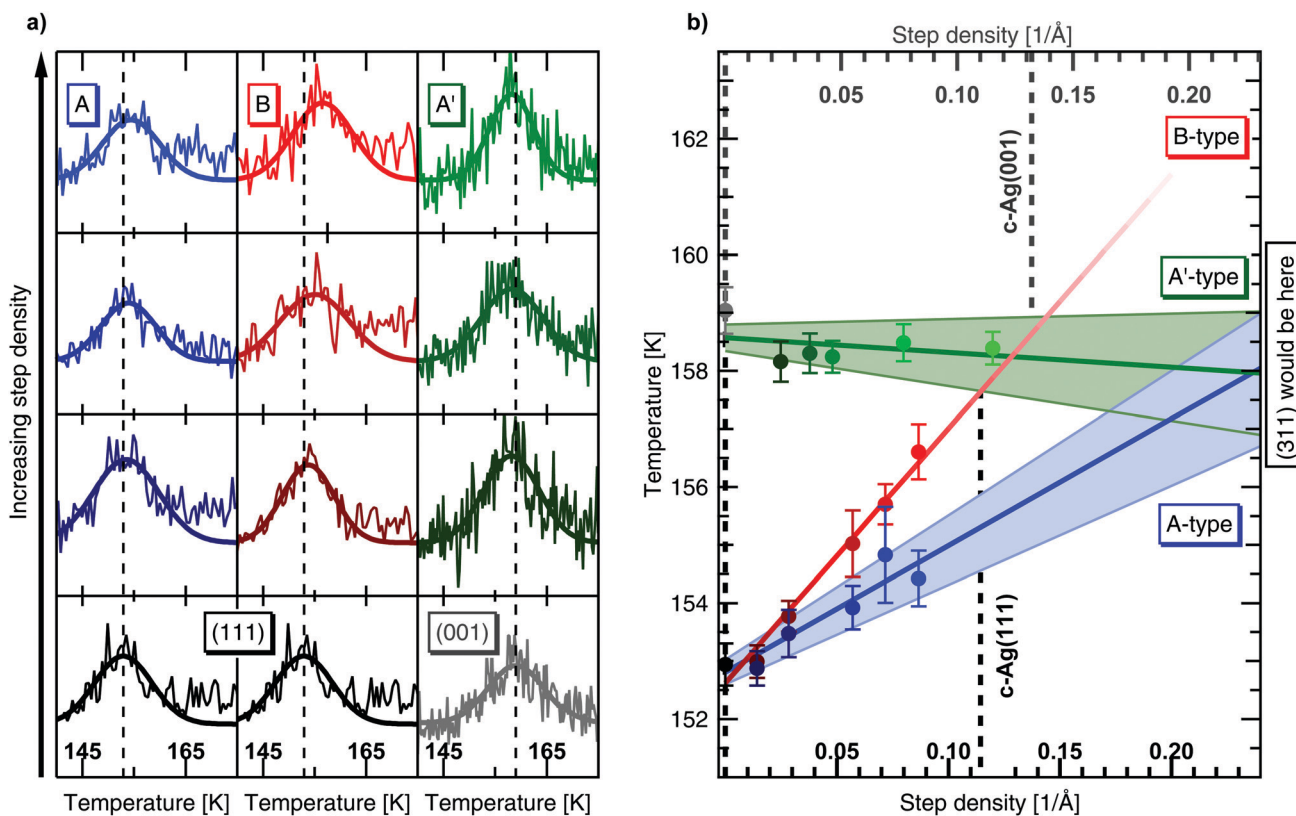 a)
Increasing step density
A
B
A'
(111)
(001)
145
165
145
165
145
165
Temperature [K]
Temperature [K]
Temperature [K]
b)
Step density [1/Å]
0.05
0.10
0.15
0.20
162
160
158
156
154
152
Temperature [K]
c-Ag(001)
c-Ag(111)
B-type
A'-type
A-type
(311) would be here
0.05
0.10
0.15
0.20
Step density [1/Å]